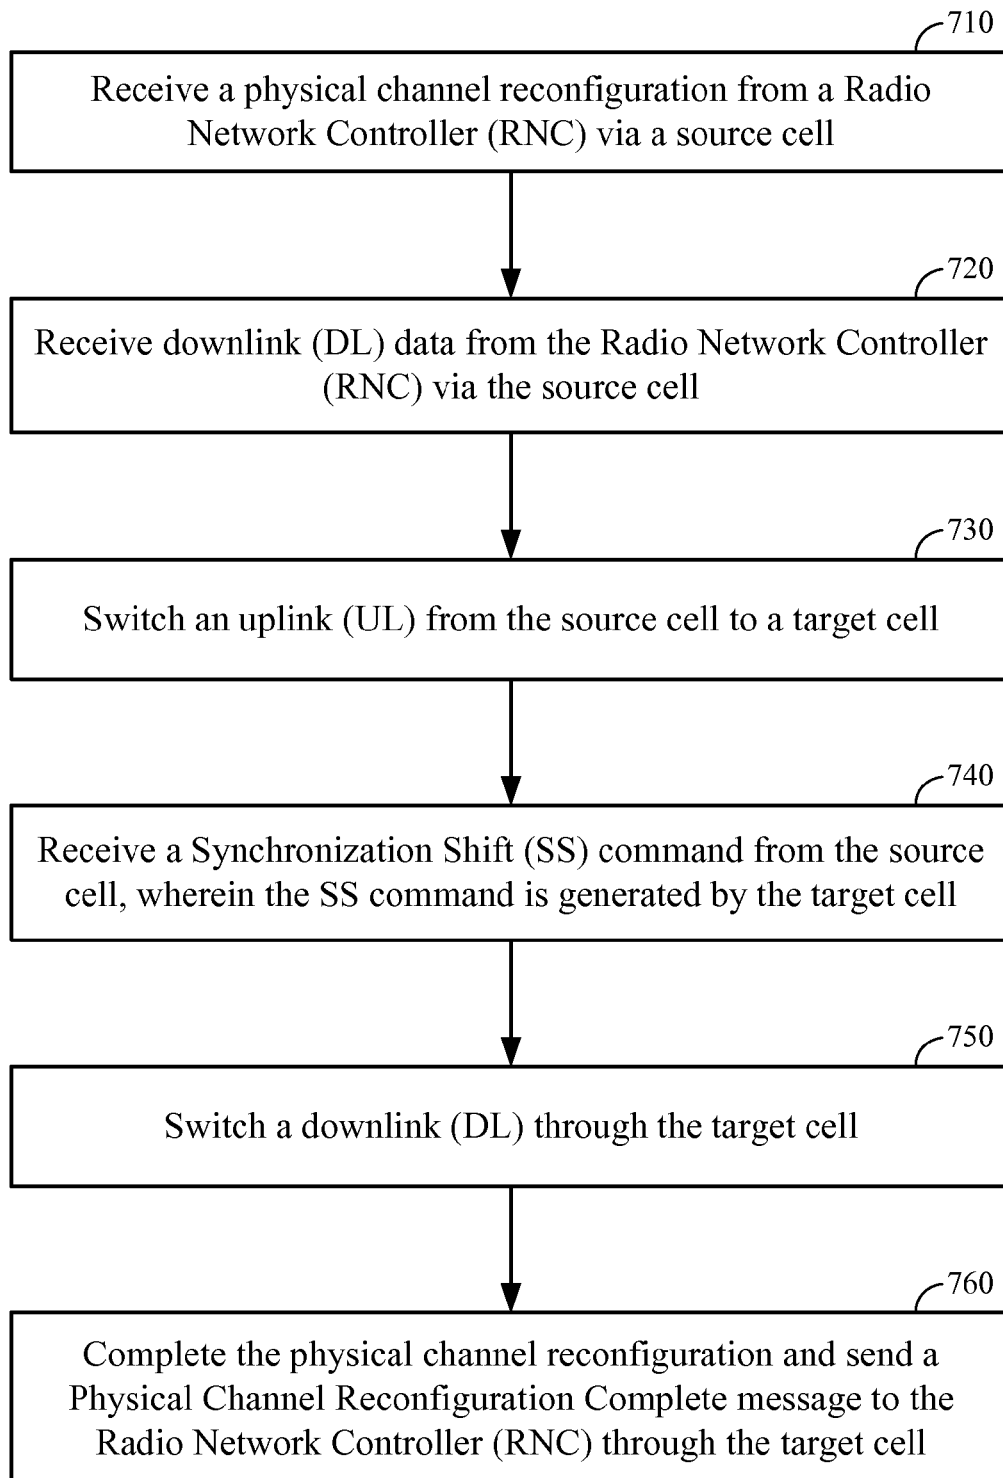 710
Receive a physical channel reconfiguration from a Radio
Network Controller (RNC) via a source cell
720
Receive downlink (DL) data from the Radio Network Controller
(RNC) via the source cell
730
Switch an uplink (UL) from the source cell to a target cell
740
Receive a Synchronization Shift (SS) command from the source
cell, wherein the SS command is generated by the target cell
750
Switch a downlink (DL) through the target cell
760
Complete the physical channel reconfiguration and send a
Physical Channel Reconfiguration Complete message to the
Radio Network Controller (RNC) through the target cell